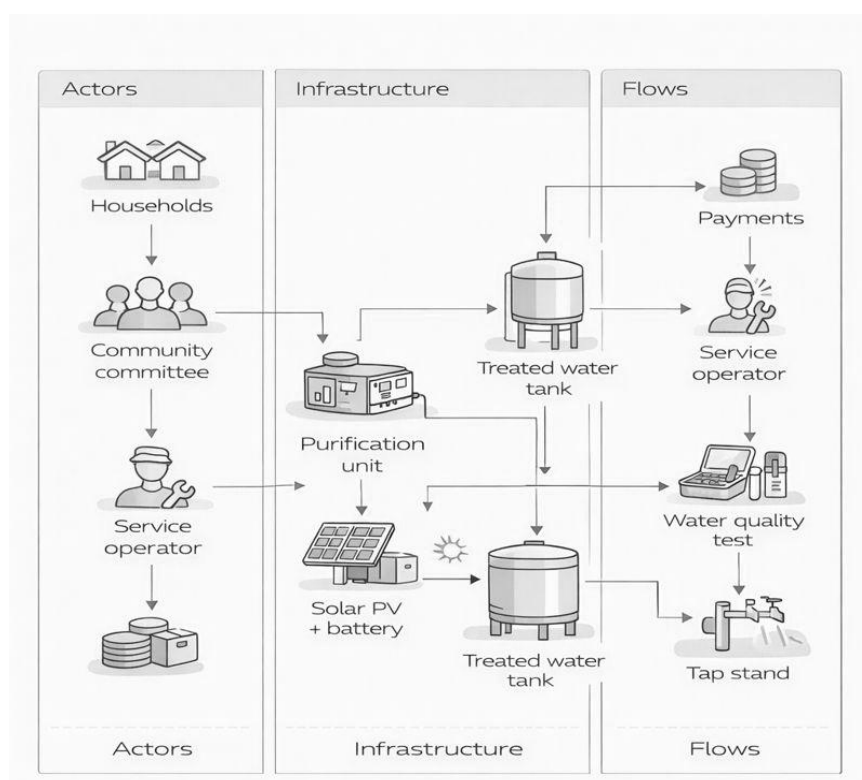 Actors
Infrastructure
Flows
Households
Payments
Community
committee
Treated water
tank
Service
operator
Purification
unit
Service
operator
Water quality
test
Solar PV
+ battery
Treated water
tank
Tap stand
Actors
Infrastructure
Flows